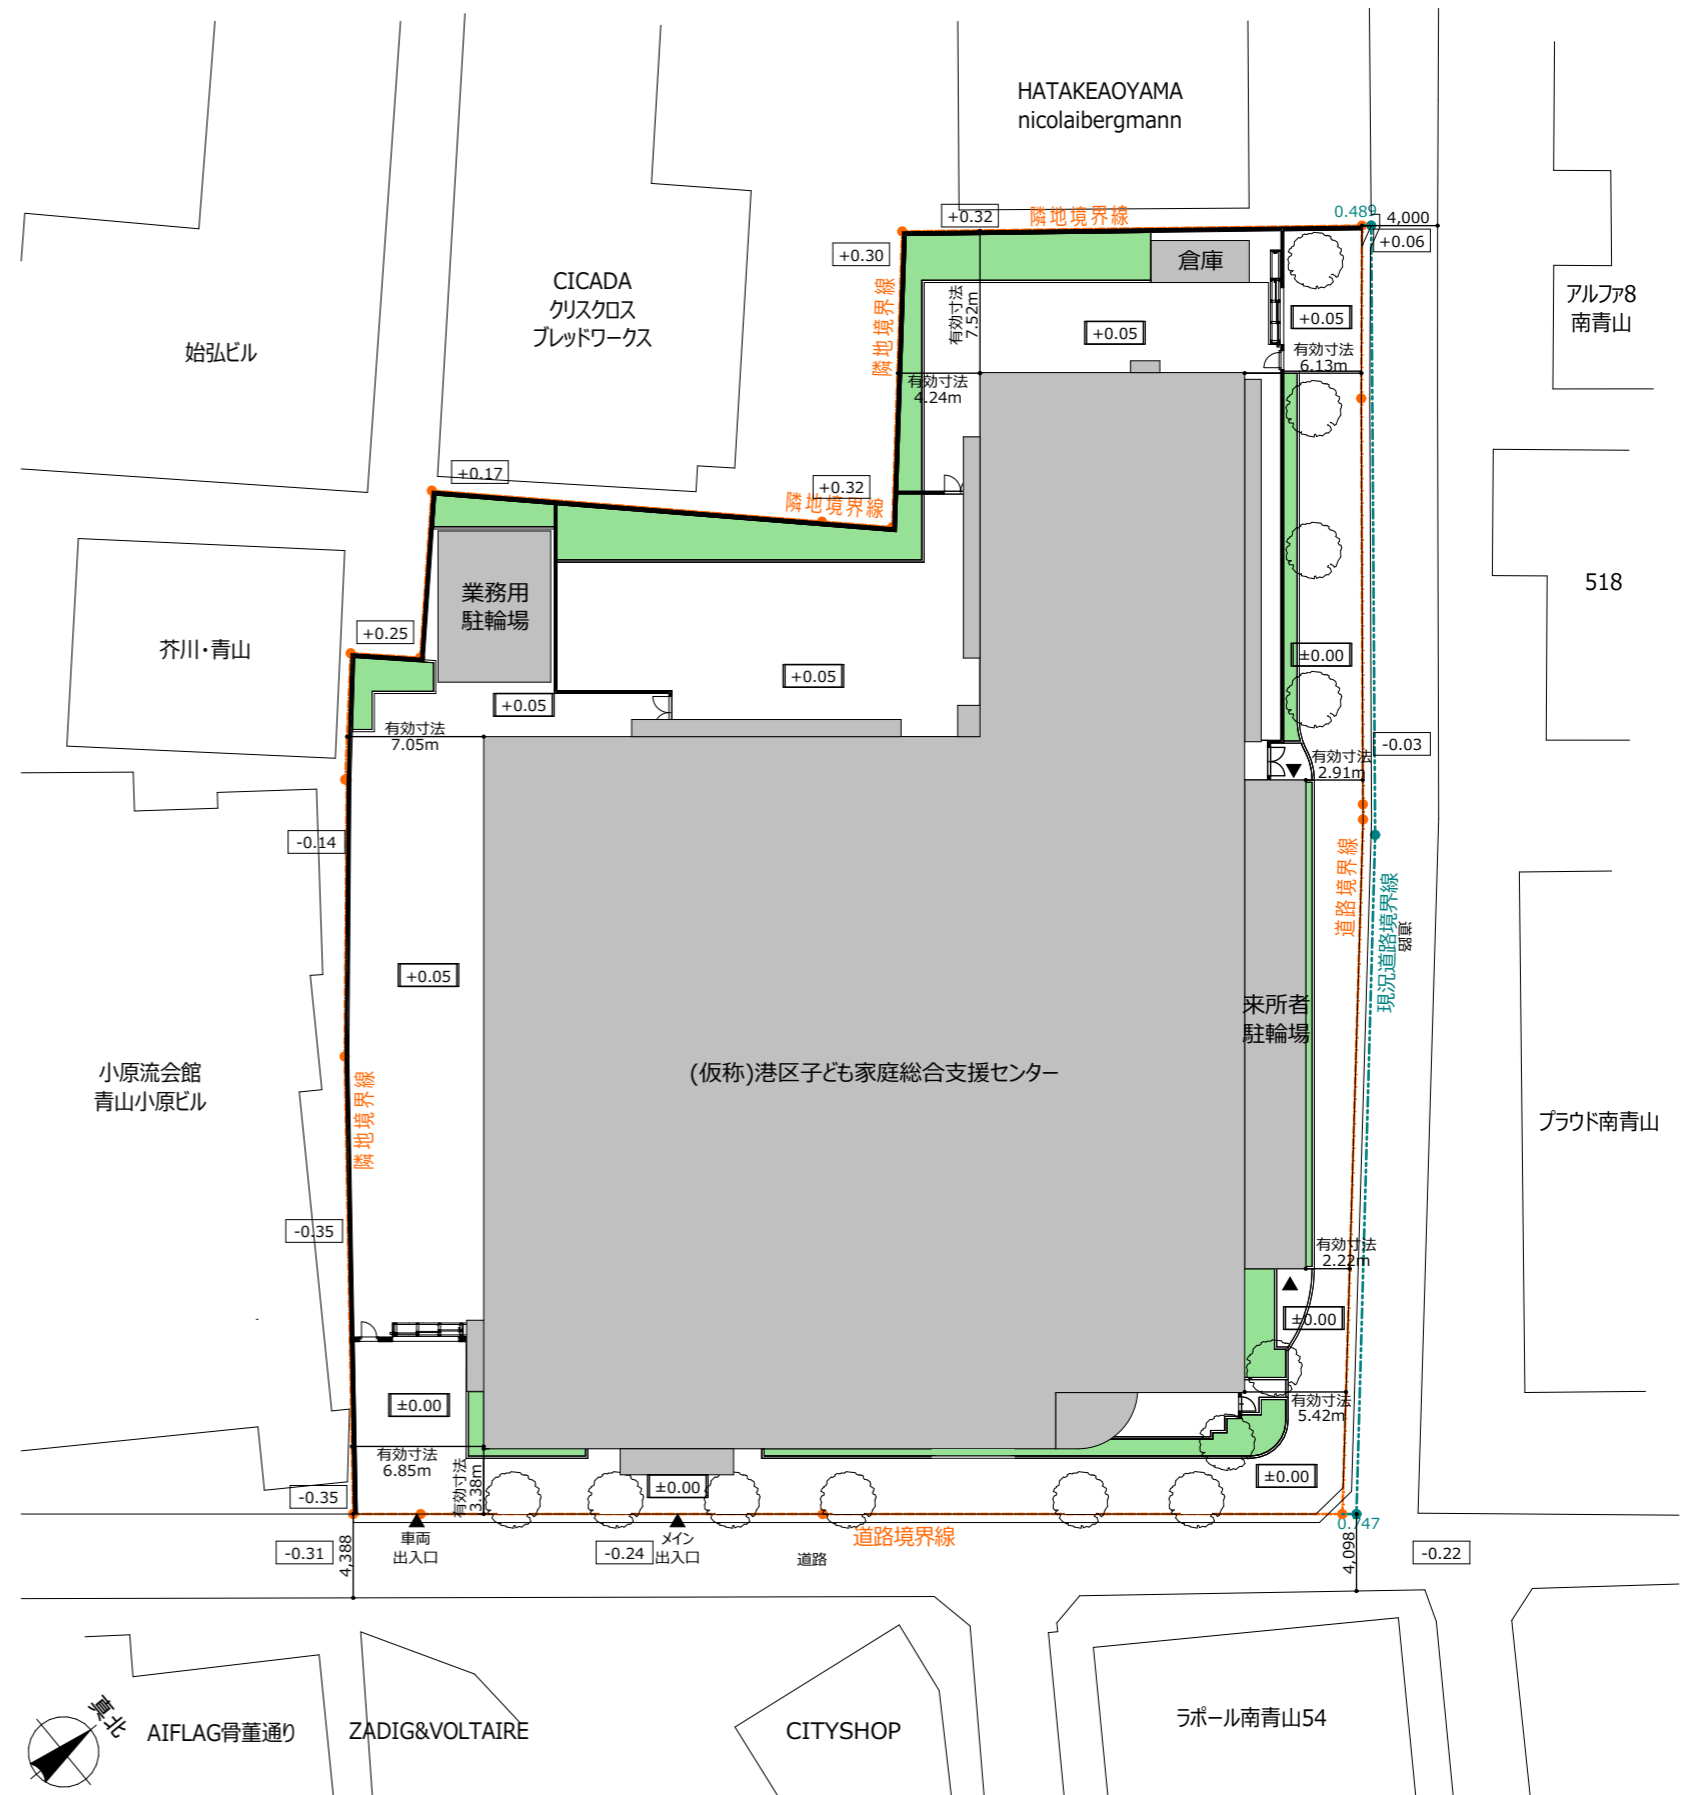 HATAKEAOYAMA
nicolaibergmann
+0.32
隣地境界線
0.489
4,000
+0.06
+0.30
倉庫
CICADA
クリスクロス
ブレッドワークス
隣地境界線
有効寸法
7.52m
+0.05
+0.05
アルファ8
南青山
始弘ビル
有効寸法
6.13m
有効寸法
4.24m
+0.17
+0.32
隣地境界線
業務用
駐輪場
518
+0.25
芥川・青山
±0.00
+0.05
+0.05
有効寸法
7.05m
-0.03
有効寸法
2.91m
-0.14
道路境界線
現況道路境界線
道路
+0.05
来所者
駐輪場
小原流会館
青山小原ビル
(仮称)港区子ども家庭総合支援センター
隣地境界線
プラウド南青山
-0.35
有効寸法
2.22m
±0.00
±0.00
有効寸法
5.42m
有効寸法
6.85m
有効寸法
3.38m
±0.00
±0.00
-0.35
0.747
-0.31
4,388
車両
出入口
-0.24
メイン
出入口
道路
道路境界線
4,098
-0.22
真北
AIFLAG骨董通り
ZADIG&VOLTAIRE
CITYSHOP
ラポール南青山54